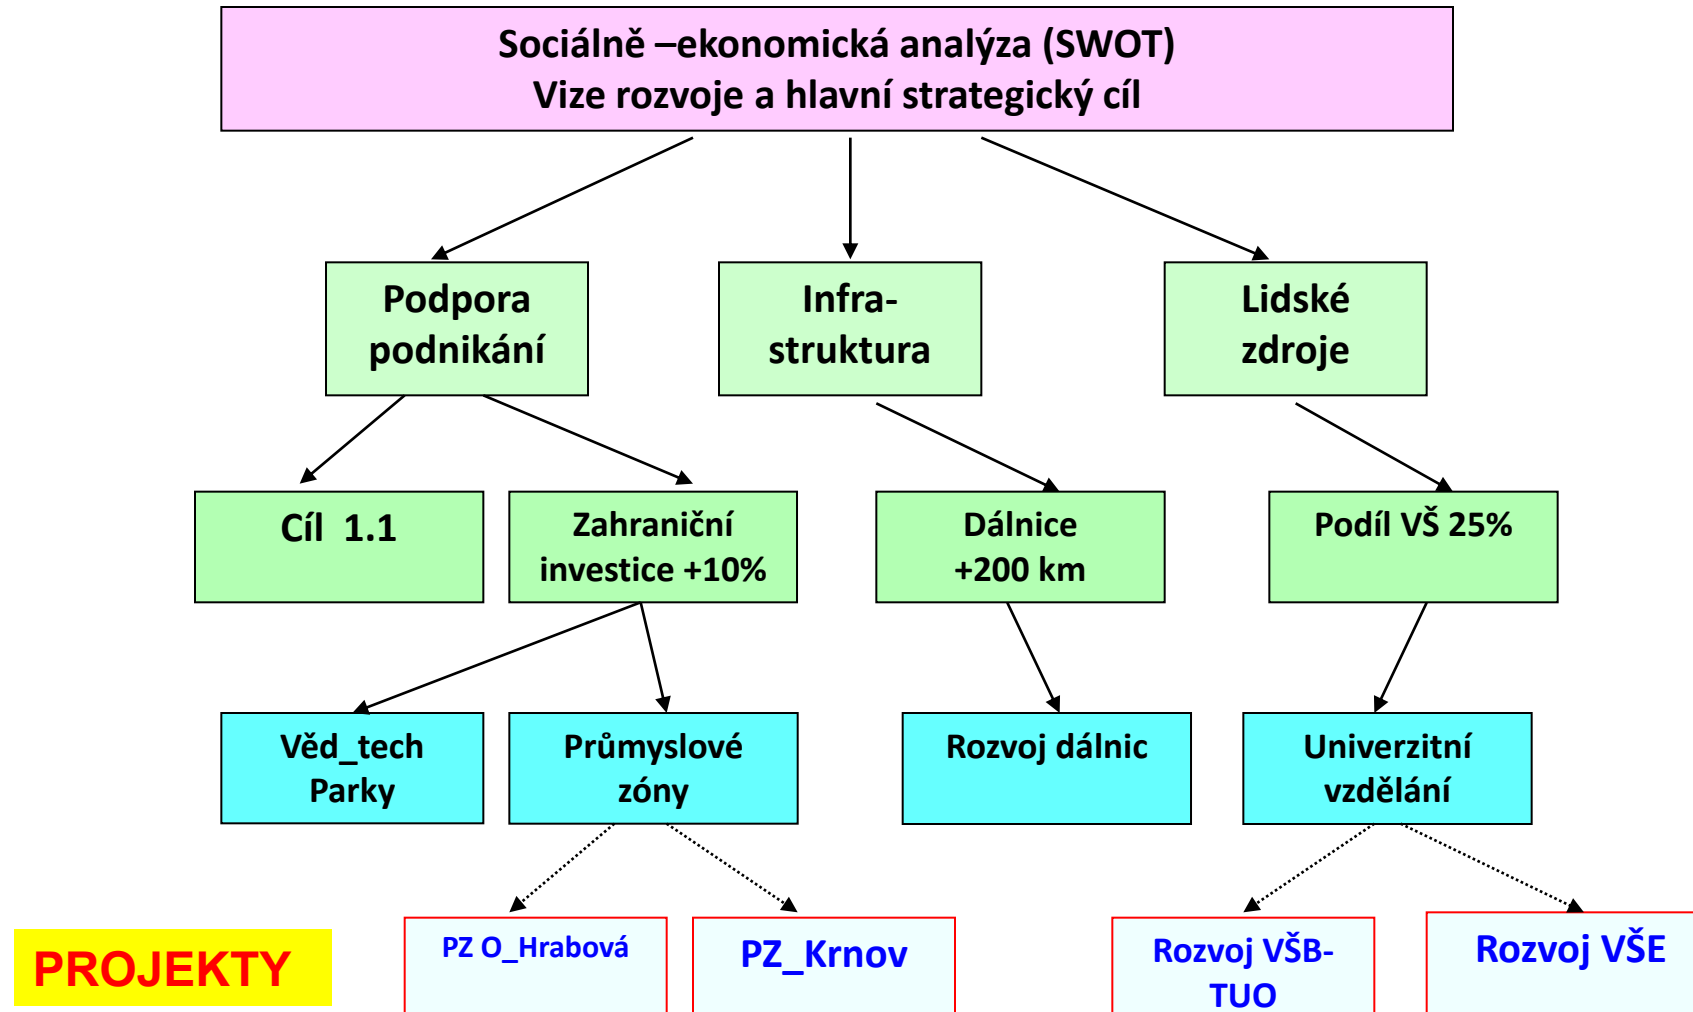 Sociálně –ekonomická analýza (SWOT)
Vize rozvoje a hlavní strategický cíl
Podpora
podnikání
Infra-
struktura
Lidské
zdroje
Cíl 1.1
Zahraniční
investice +10%
Dálnice
+200 km
Podíl VŠ 25%
Věd_tech
Parky
Průmyslové
zóny
Rozvoj dálnic
Univerzitní
vzdělání
PROJEKTY
PZ O_Hrabová
PZ_Krnov
Rozvoj VŠB-
TUO
Rozvoj VŠE